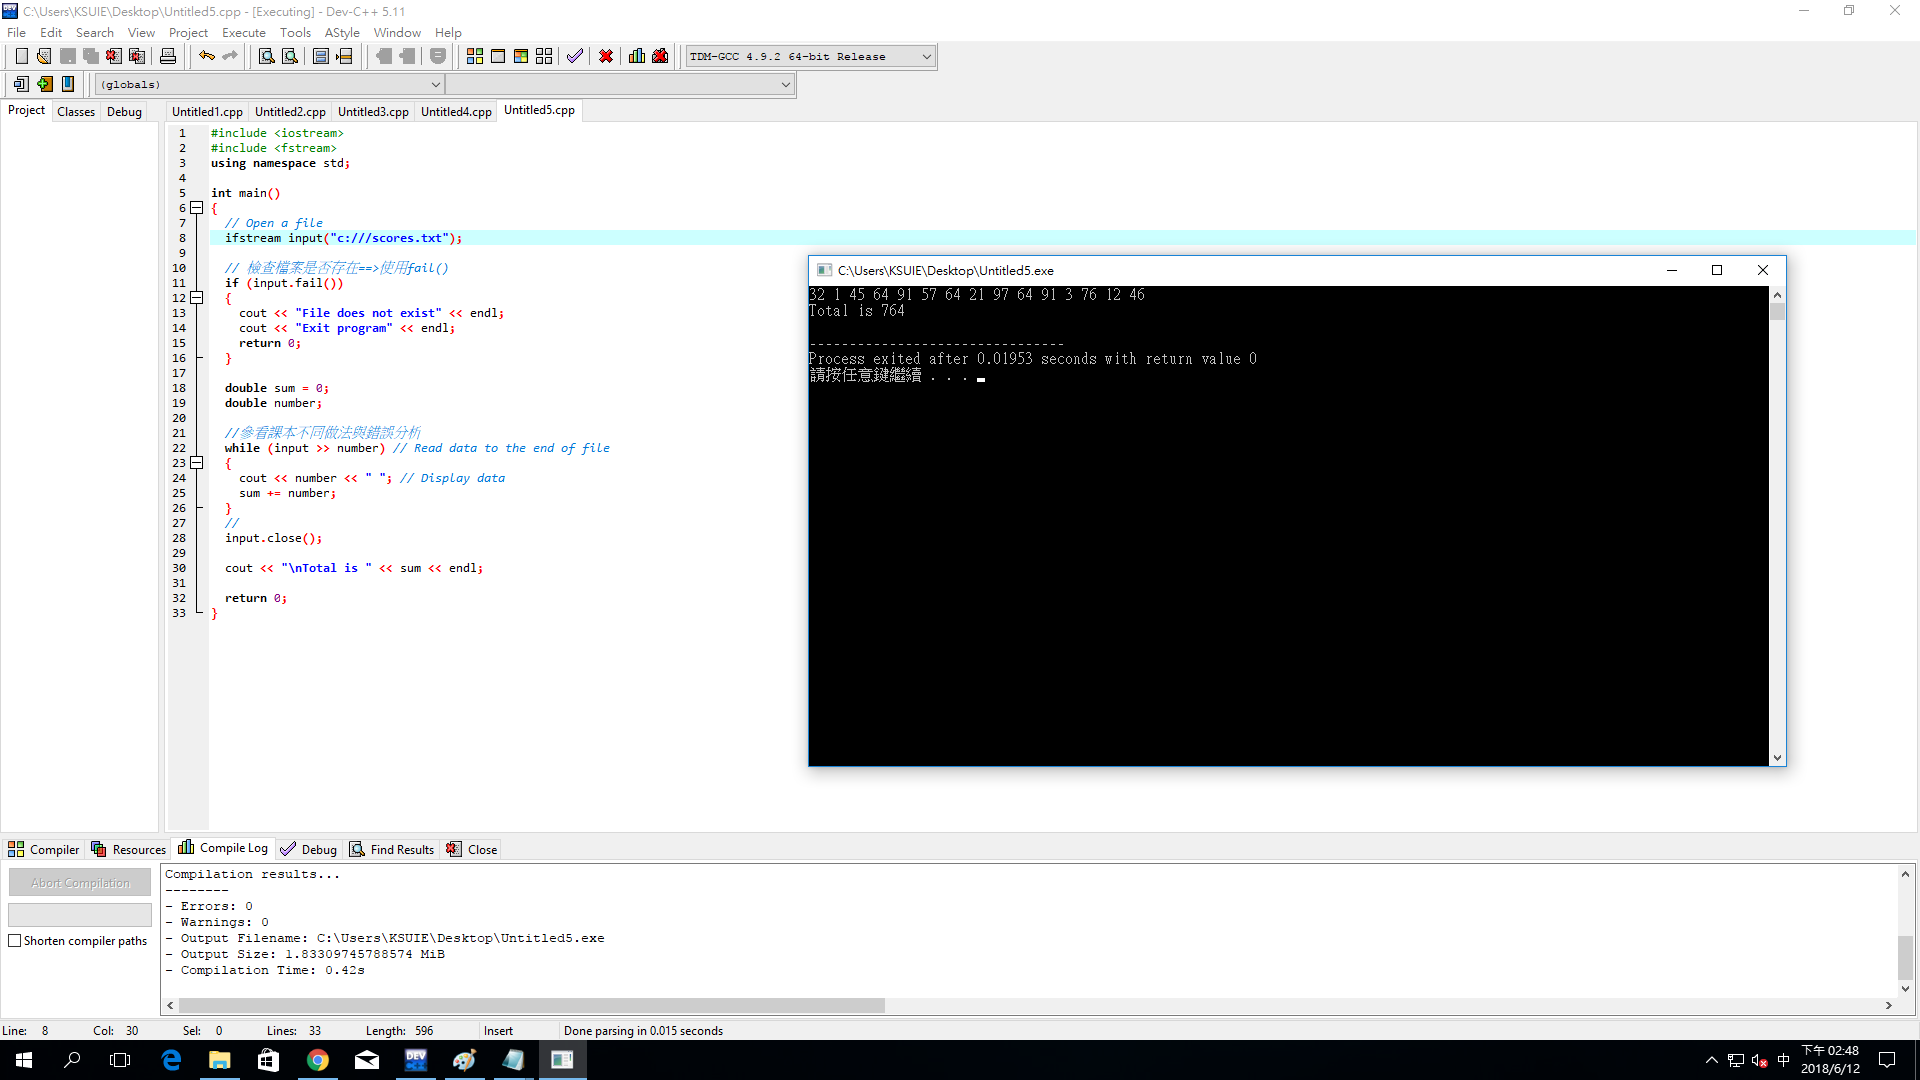 C:\Users\KSUIE\Desktop\Untitled5.cpp - [Executing] - Dev-C++ 5.11
File Edit Search View Project Execute Tools AStyle Window Help
TDM-GCC 4.9.2 64-bit Release
(globals)
Project Classes Debug
Untitled1.cpp Untitled2.cpp Untitled3.cpp Untitled4.cpp Untitled5.cpp
1 #include <iostream>
2 #include <fstream>
3 using namespace std;
4
5 int main()
6 {
7 // Open a file
8 ifstream input("c:///scores.txt");
9
10 // 檢查檔案是否存在==>使用fail()
11 if (input.fail())
12 {
13 cout << "File does not exist" << endl;
14 cout << "Exit program" << endl;
15 return 0;
16 }
17
18 double sum = 0;
19 double number;
20
21 //參看課本不同做法與錯誤分析
22 while (input >> number) // Read data to the end of file
23 {
24 cout << number << " "; // Display data
25 sum += number;
26 }
27 //
28 input.close();
29
30 cout << "\nTotal is " << sum << endl;
31
32 return 0;
33 }
C:\Users\KSUIE\Desktop\Untitled5.exe
32 1 45 64 91 57 64 21 97 64 91 3 76 12 46
Total is 764
--------------------------------
Process exited after 0.01953 seconds with return value 0
請按任意鍵繼續 . . .
Compiler Resources Compile Log Debug Find Results Close
Abort Compilation
Shorten compiler paths
Compilation results...
--------
- Errors: 0
- Warnings: 0
- Output Filename: C:\Users\KSUIE\Desktop\Untitled5.exe
- Output Size: 1.83309745788574 MiB
- Compilation Time: 0.42s
Line: 8 Col: 30 Sel: 0 Lines: 33 Length: 596 Insert Done parsing in 0.015 seconds
DEV
中
下午 02:48
2018/6/12